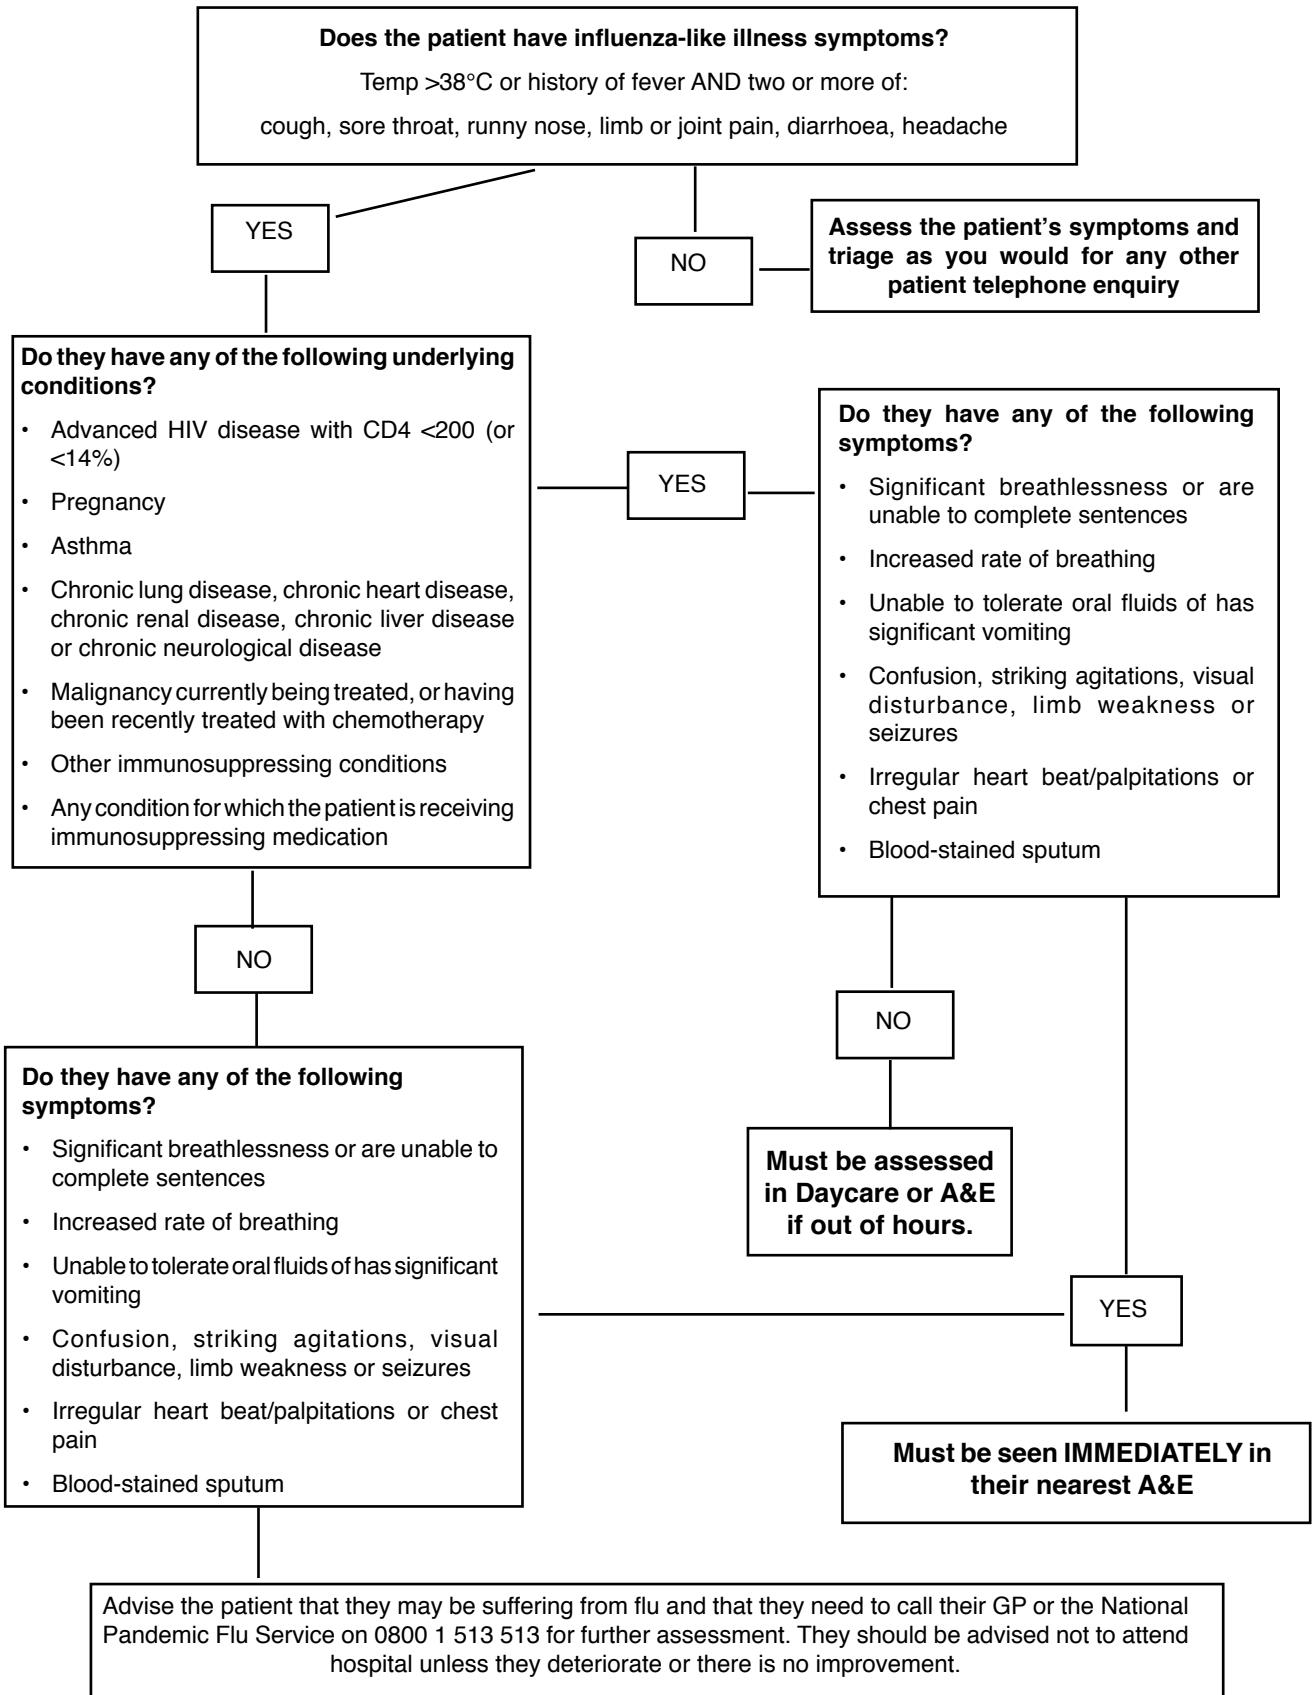 Does the patient have influenza-like illness symptoms?
Temp >38°C or history of fever AND two or more of:
cough, sore throat, runny nose, limb or joint pain, diarrhoea, headache
YES
NO
Assess the patient's symptoms and
triage as you would for any other
patient telephone enquiry
Do they have any of the following underlying
conditions?
• Advanced HIV disease with CD4 <200 (or
<14%)
• Pregnancy
• Asthma
• Chronic lung disease, chronic heart disease,
chronic renal disease, chronic liver disease
or chronic neurological disease
• Malignancy currently being treated, or having
been recently treated with chemotherapy
• Other immunosuppressing conditions
• Any condition for which the patient is receiving
immunosuppressing medication
YES
Do they have any of the following
symptoms?
• Significant breathlessness or are
unable to complete sentences
• Increased rate of breathing
• Unable to tolerate oral fluids of has
significant vomiting
• Confusion, striking agitations, visual
disturbance, limb weakness or
seizures
• Irregular heart beat/palpitations or
chest pain
• Blood-stained sputum
NO
NO
Do they have any of the following
symptoms?
• Significant breathlessness or are unable to
complete sentences
• Increased rate of breathing
• Unable to tolerate oral fluids of has significant
vomiting
• Confusion, striking agitations, visual
disturbance, limb weakness or seizures
• Irregular heart beat/palpitations or chest
pain
• Blood-stained sputum
Must be assessed
in Daycare or A&E
if out of hours.
YES
Must be seen IMMEDIATELY in
their nearest A&E
Advise the patient that they may be suffering from flu and that they need to call their GP or the National
Pandemic Flu Service on 0800 1 513 513 for further assessment. They should be advised not to attend
hospital unless they deteriorate or there is no improvement.